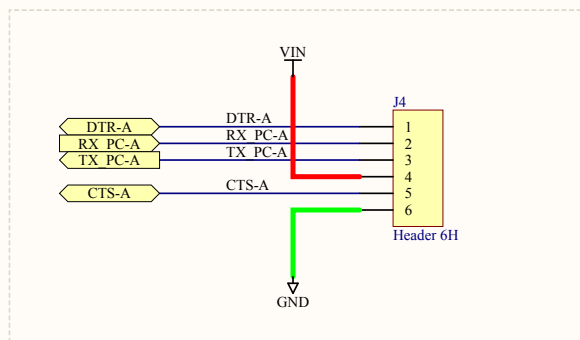 VIN
J4
DTR-A DTR-A 1
RX_PC-A RX_PC-A 2
TX_PC-A TX_PC-A 3
4
CTS-A CTS-A 5
6
Header 6H
GND